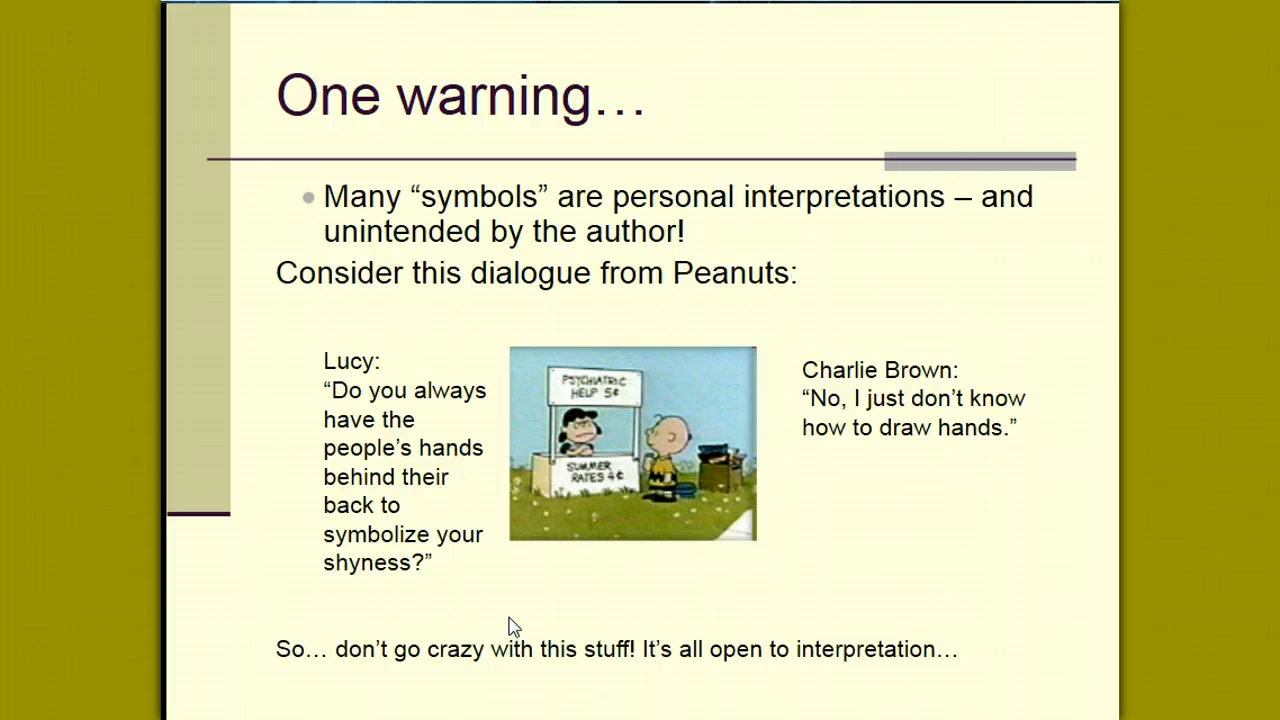 One warning…
Many “symbols” are personal interpretations – and
unintended by the author!
Consider this dialogue from Peanuts:
Lucy:
“Do you always
have the
people’s hands
behind their
back to
symbolize your
shyness?”
PSYCHIATRIC
HELP 5¢
SUMMER
RATES 4¢
Charlie Brown:
“No, I just don’t know
how to draw hands.”
So… don’t go crazy with this stuff! It’s all open to interpretation…